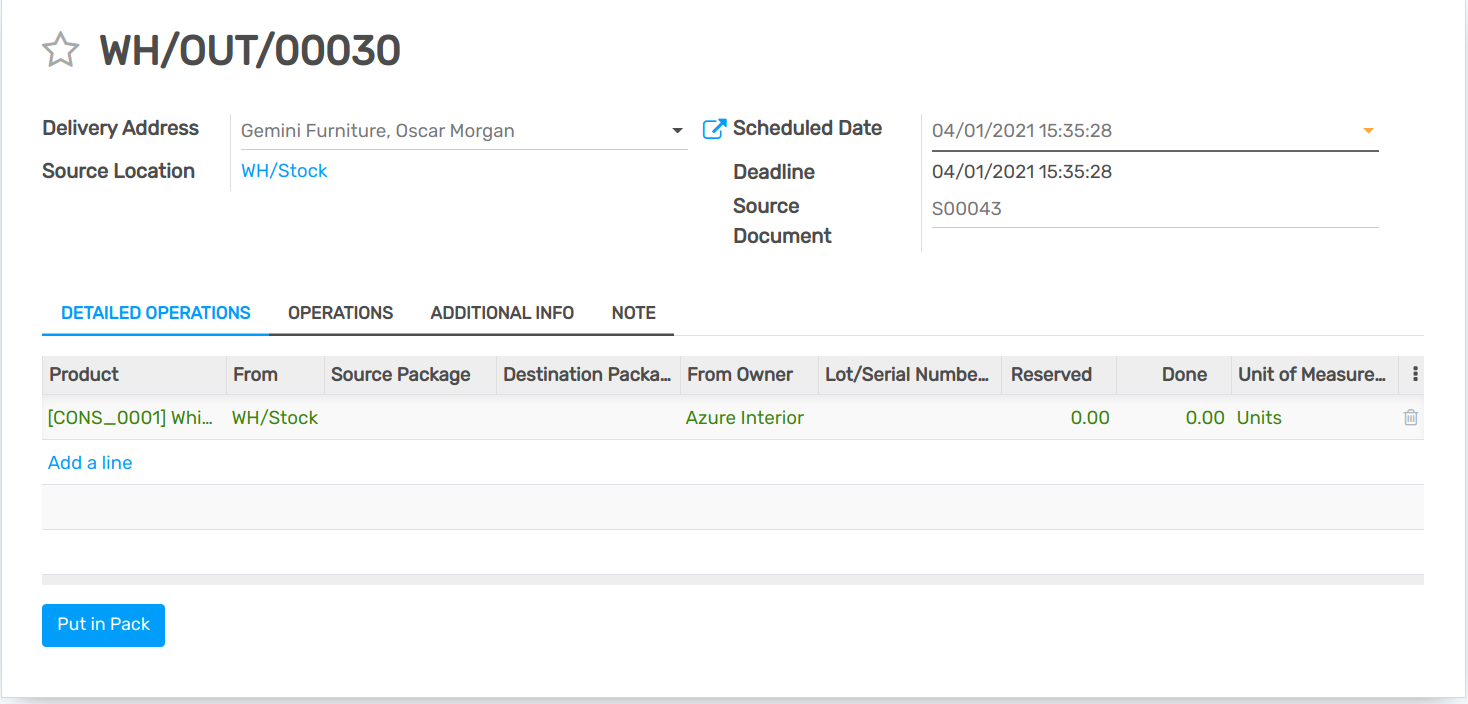 WH/OUT/00030
Delivery Address
Gemini Furniture, Oscar Morgan
Source Location
WH/Stock
Scheduled Date
04/01/2021 15:35:28
Deadline
04/01/2021 15:35:28
Source
Document
S00043
DETAILED OPERATIONS OPERATIONS ADDITIONAL INFO NOTE
Product From Source Package Destination Packa... From Owner Lot/Serial Numbe... Reserved Done Unit of Measure...
[CONS_0001] Whi... WH/Stock Azure Interior 0.00 0.00 Units
Add a line
Put in Pack